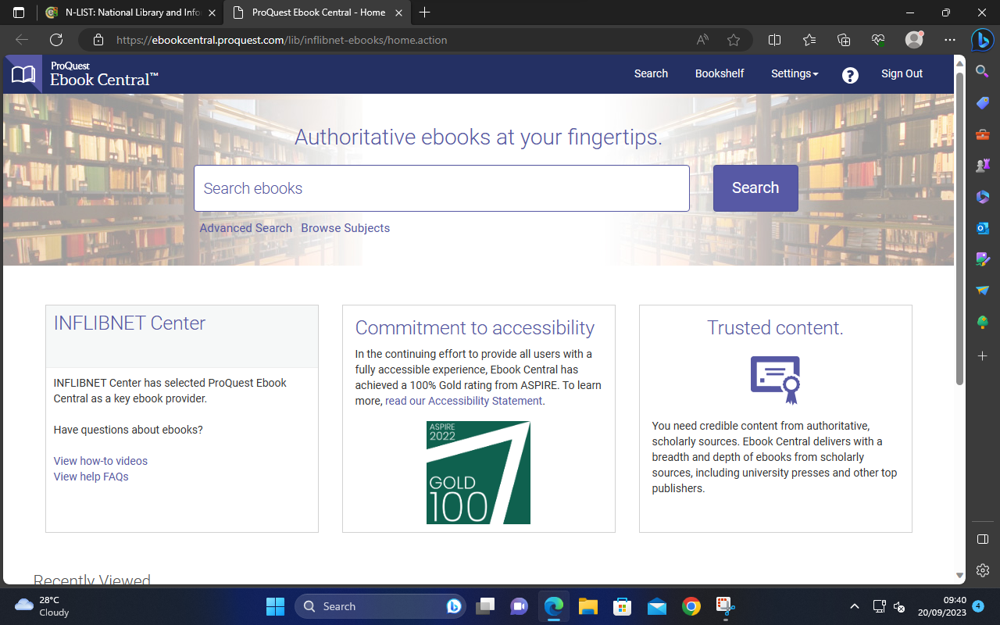 N-LIST: National Library and Info
ProQuest Ebook Central - Home
https://ebookcentral.proquest.com/lib/inflibnet-ebooks/home.action
ProQuest
Ebook Central™
Search
Bookshelf
Settings
Sign Out
Authoritative ebooks at your fingertips.
Search ebooks
Search
Advanced Search
Browse Subjects
INFLIBNET Center
INFLIBNET Center has selected ProQuest Ebook
Central as a key ebook provider.
Have questions about ebooks?
View how-to videos
View help FAQs
Commitment to accessibility
In the continuing effort to provide all users with a
fully accessible experience, Ebook Central has
achieved a 100% Gold rating from ASPIRE. To learn
more, read our Accessibility Statement.
ASPIRE
2022
GOLD
100
Trusted content.
You need credible content from authoritative,
scholarly sources. Ebook Central delivers with a
breadth and depth of ebooks from scholarly
sources, including university presses and other top
publishers.
Recently Viewed
28°C
Cloudy
Search
09:40
20/09/2023
4